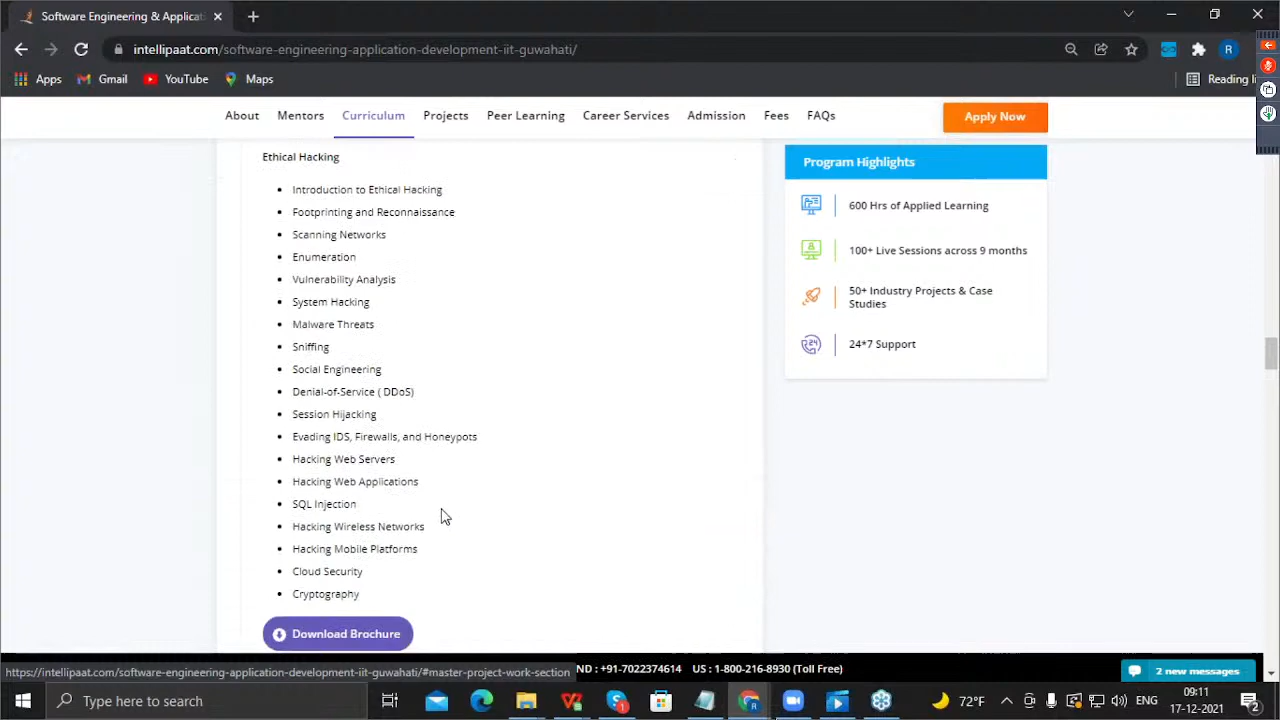 Software Engineering & Applicati
intellipaat.com/software-engineering-application-development-iit-guwahati/
R
Apps Gmail YouTube Maps Reading li
About Mentors Curriculum Projects Peer Learning Career Services Admission Fees FAQs Apply Now
Ethical Hacking
Introduction to Ethical Hacking
Footprinting and Reconnaissance
Scanning Networks
Enumeration
Vulnerability Analysis
System Hacking
Malware Threats
Sniffing
Social Engineering
Denial-of-Service ( DDoS)
Session Hijacking
Evading IDS, Firewalls, and Honeypots
Hacking Web Servers
Hacking Web Applications
SQL Injection
Hacking Wireless Networks
Hacking Mobile Platforms
Cloud Security
Cryptography
Download Brochure
Program Highlights
600 Hrs of Applied Learning
100+ Live Sessions across 9 months
50+ Industry Projects & Case
Studies
24*7 Support
https://intellipaat.com/software-engineering-application-development-iit-guwahati/#master-project-work-section
ND : +91-7022374614 US : 1-800-216-8930 (Toll Free)
2 new messages
Type here to search
72°F
ENG
09:11
17-12-2021